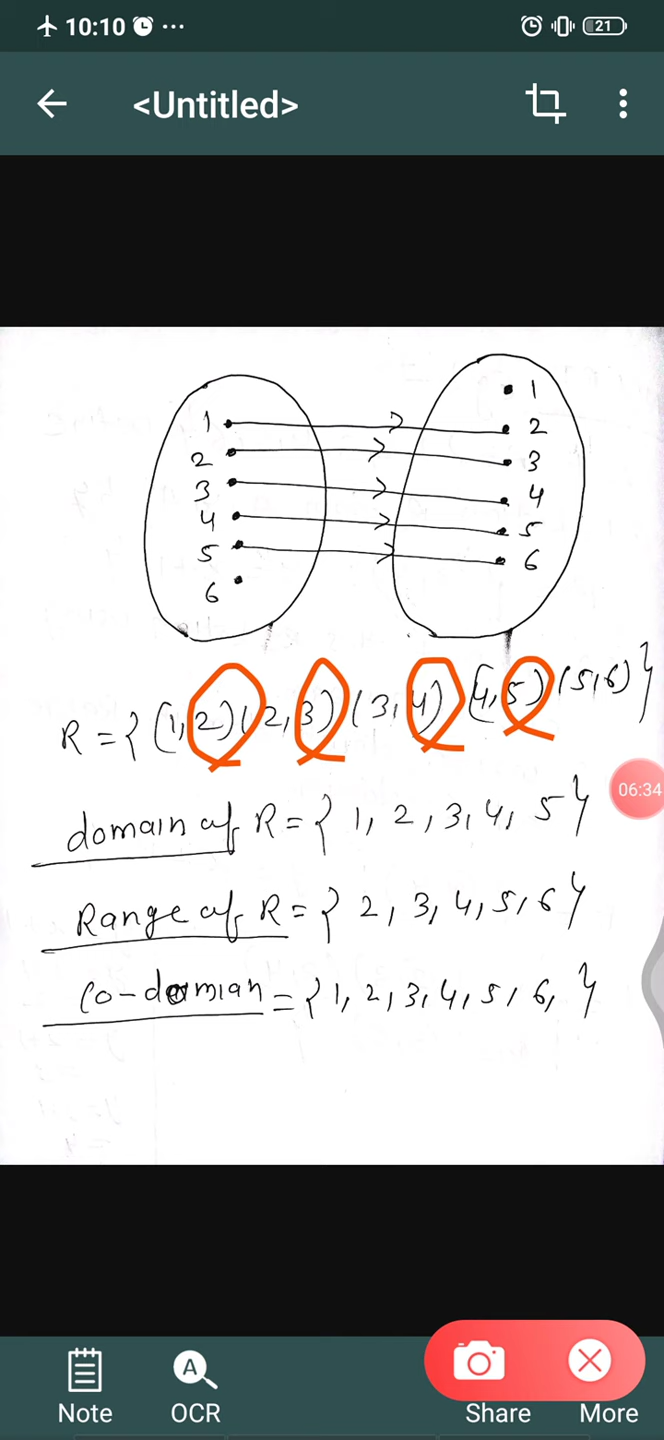 10:10 ...
21
<Untitled>
1
1 2
2 3
3 4
4 5
5 6
6
R = { (1, 2) ( 2, 3) ( 3, 4) (4, 5) (5, 6) }
06:34
domain of R = { 1, 2, 3, 4, 5 }
Range of R = { 2, 3, 4, 5, 6 }
Co-domian = { 1, 2, 3, 4, 5, 6, }
A
Note OCR Share More